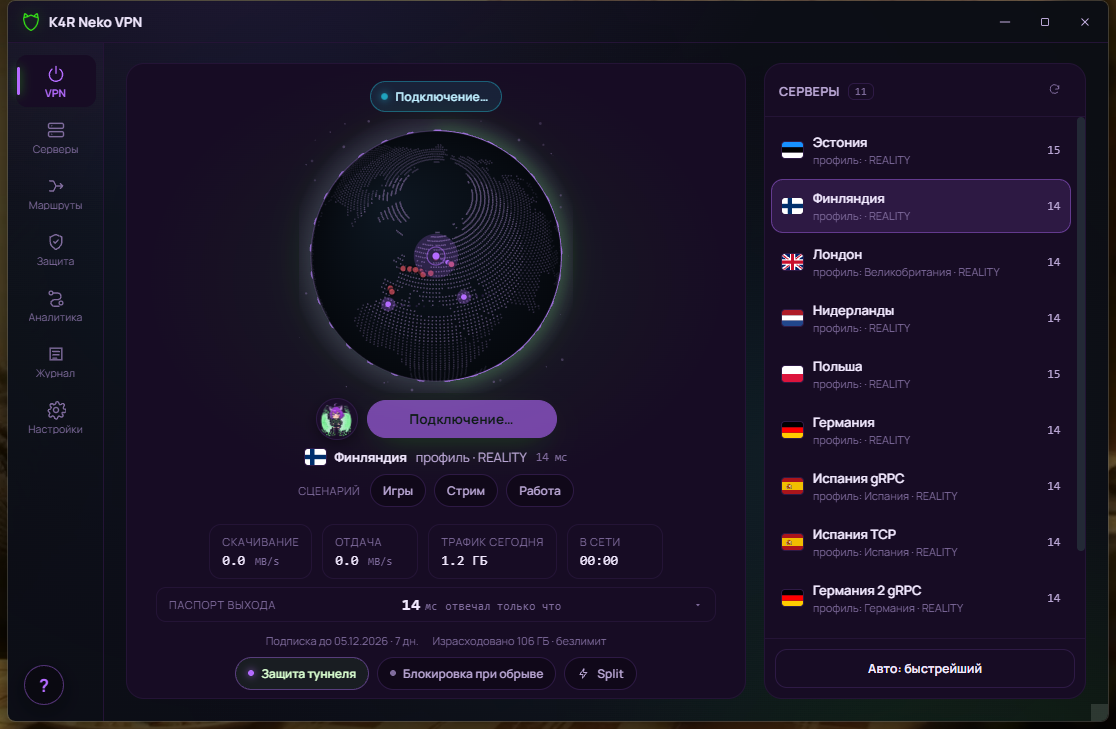 K4R Neko VPN
VPN
Серверы
Маршруты
Защита
Аналитика
Журнал
Настройки
?
Подключение...
Подключение...
Финляндия профиль · REALITY 14 мс
СЦЕНАРИЙ Игры Стрим Работа
СКАЧИВАНИЕ
0.0 MB/s
ОТДАЧА
0.0 MB/s
ТРАФИК СЕГОДНЯ
1.2 ГБ
В СЕТИ
00:00
ПАСПОРТ ВЫХОДА 14 мс отвечал только что
Подписка до 05.12.2026 · 7 дн. Израсходовано 106 ГБ · безлимит
Защита туннеля Блокировка при обрыве Split
СЕРВЕРЫ 11
Эстония 15
профиль: · REALITY
Финляндия 14
профиль: · REALITY
Лондон 14
профиль: Великобритания · REALITY
Нидерланды 14
профиль: · REALITY
Польша 15
профиль: · REALITY
Германия 14
профиль: · REALITY
Испания gRPC 14
профиль: Испания · REALITY
Испания TCP 14
профиль: Испания · REALITY
Германия 2 gRPC 14
профиль: Германия · REALITY
Авто: быстрейший